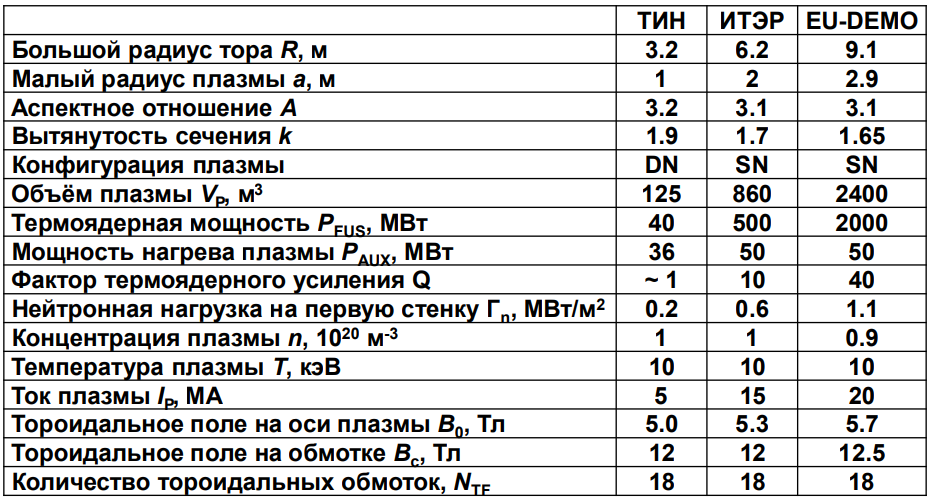 ТИН ИТЭР EU-DEMO
Большой радиус тора R, м 3.2 6.2 9.1
Малый радиус плазмы a, м 1 2 2.9
Аспектное отношение A 3.2 3.1 3.1
Вытянутость сечения k 1.9 1.7 1.65
Конфигурация плазмы DN SN SN
Объём плазмы VP, м³ 125 860 2400
Термоядерная мощность PFUS, МВт 40 500 2000
Мощность нагрева плазмы PAUX, МВт 36 50 50
Фактор термоядерного усиления Q ~ 1 10 40
Нейтронная нагрузка на первую стенку Гn, МВт/м² 0.2 0.6 1.1
Концентрация плазмы n, 10²⁰ м⁻³ 1 1 0.9
Температура плазмы T, кэВ 10 10 10
Ток плазмы IP, МА 5 15 20
Тороидальное поле на оси плазмы B0, Тл 5.0 5.3 5.7
Тороидальное поле на обмотке Bc, Тл 12 12 12.5
Количество тороидальных обмоток, NTF 18 18 18